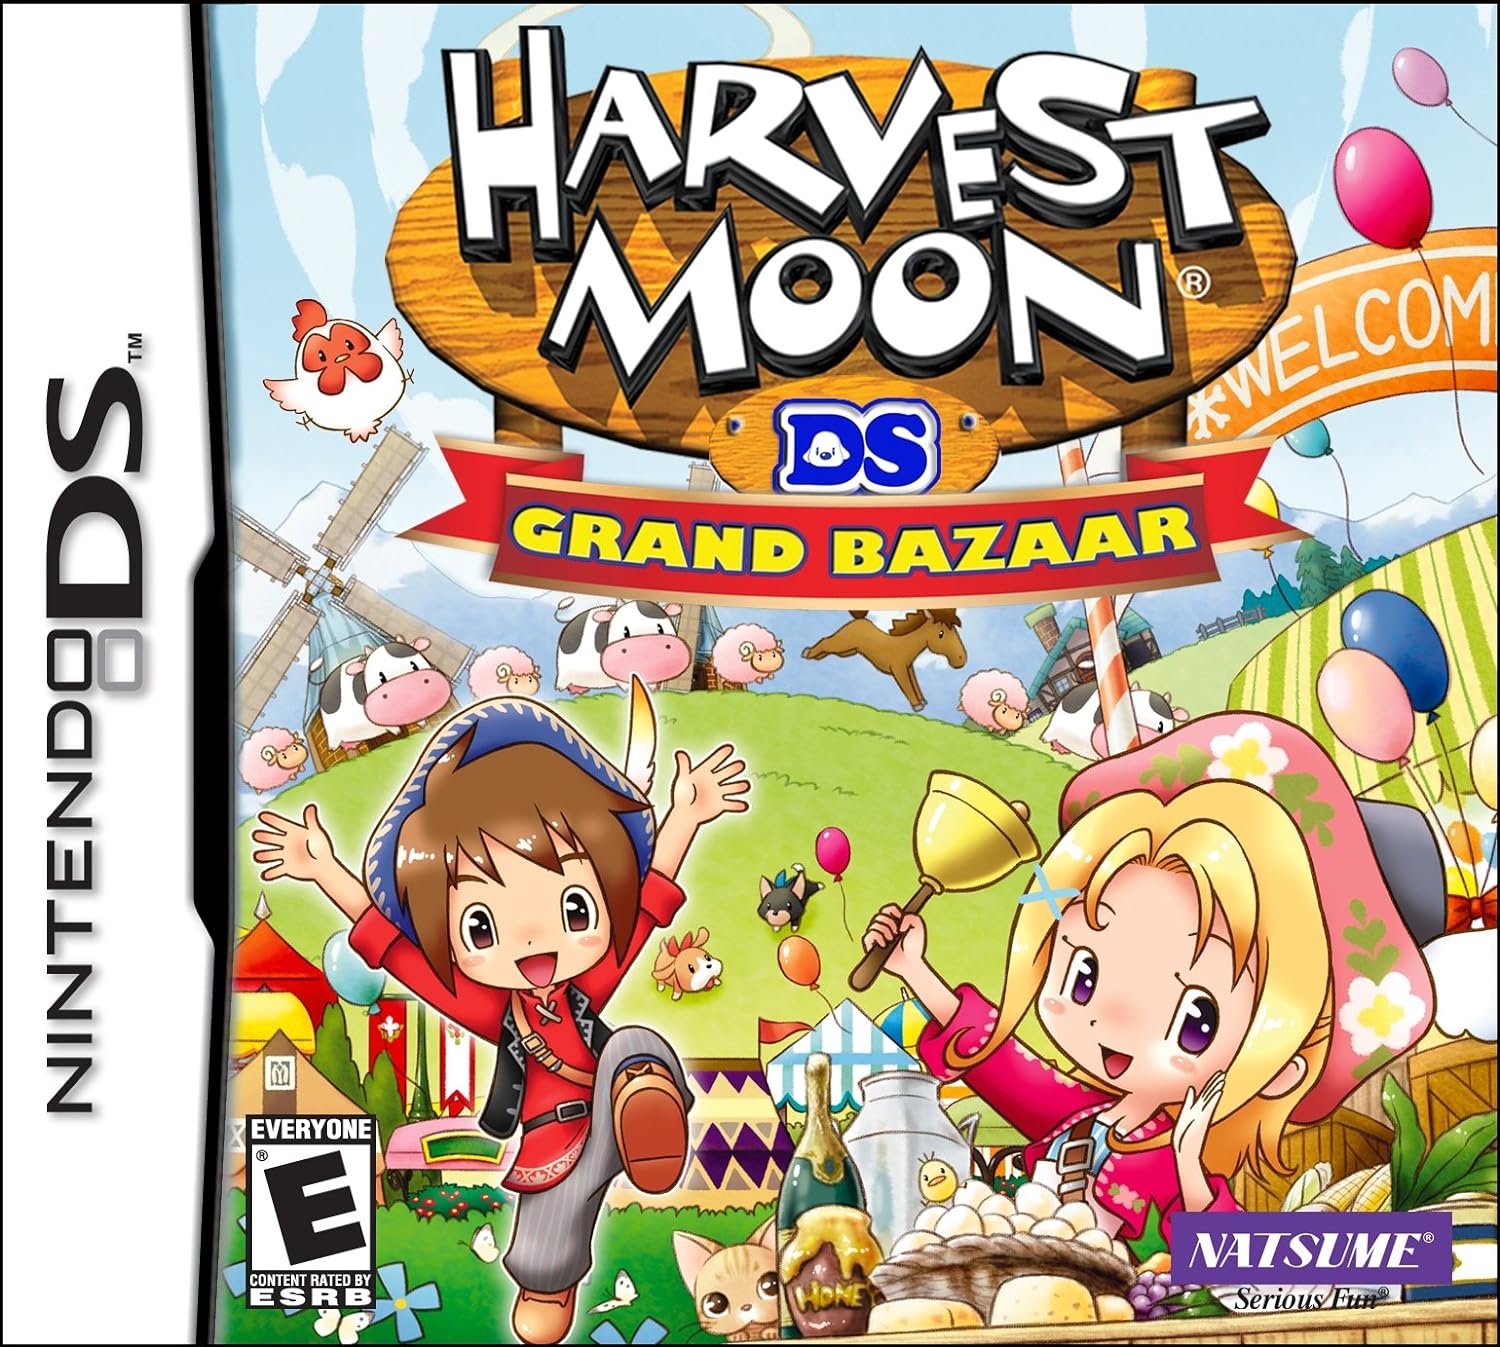 NINTENDO DS™
HARVEST
MOON®
DS
GRAND BAZAAR
WELCOM
HONEY
EVERYONE
®
E
CONTENT RATED BY
ESRB
NATSUME®
Serious Fun®